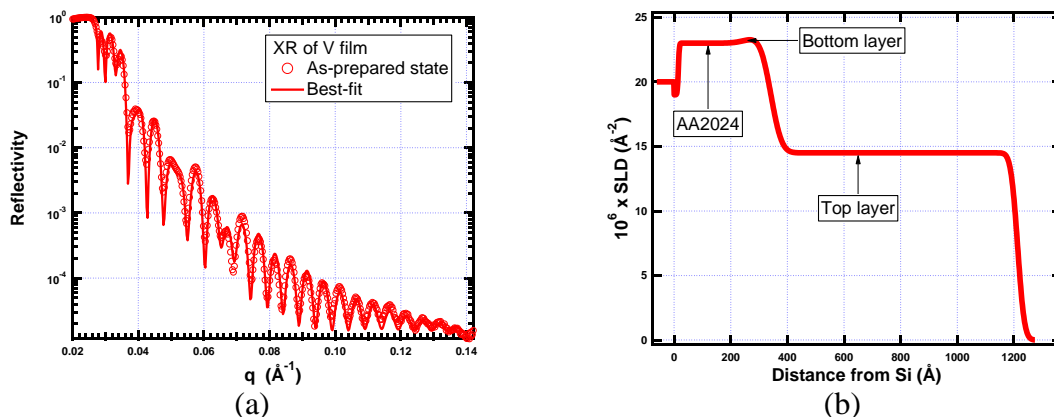 XR of V film
As-prepared state
Best-fit
Reflectivity
10^0
10^-1
10^-2
10^-3
10^-4
0.02 0.04 0.06 0.08 0.10 0.12 0.14
q (Å^-1)
(a)
Bottom layer
AA2024
Top layer
10^6 x SLD (Å^-2)
25
20
15
10
5
0
0 200 400 600 800 1000 1200
Distance from Si (Å)
(b)